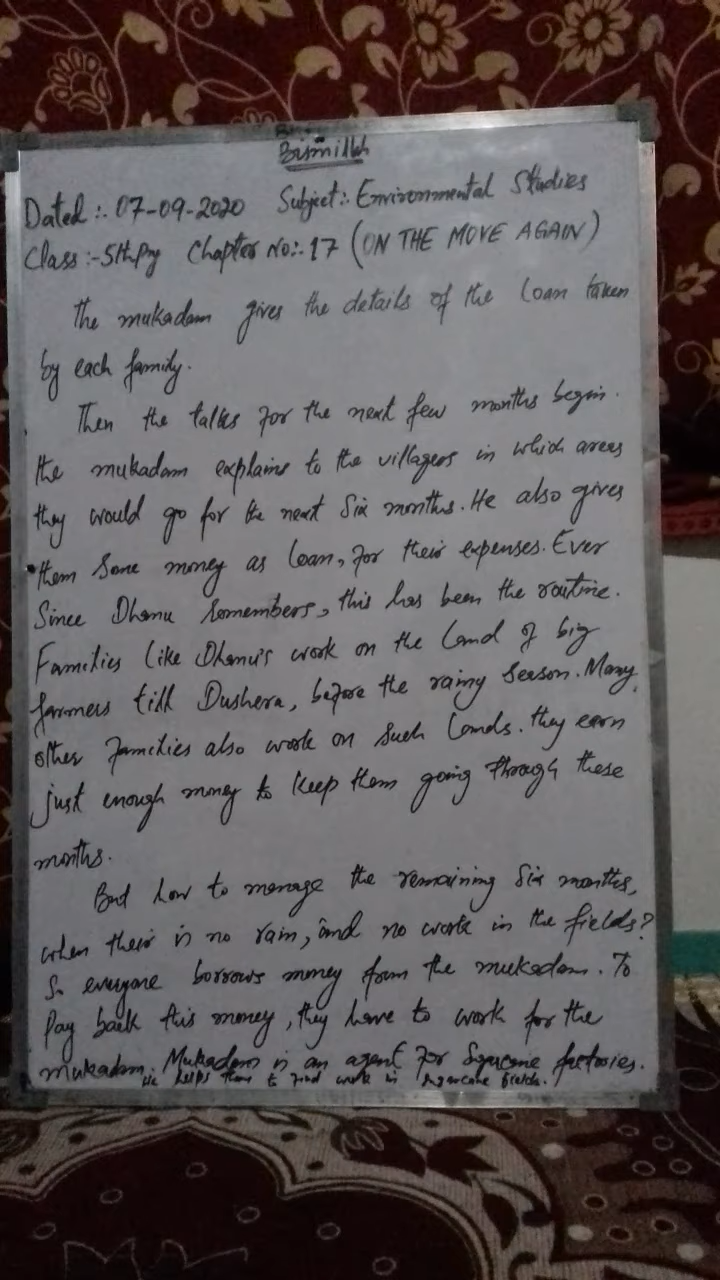 Bismillah
Dated:. 07-09-2020 Subject:. Environmental Studies
Class:-5thpry Chapter No:.17 (ON THE MOVE AGAIN)
The mukadam gives the details of the loan taken
by each family.
Then the talks for the next few months begin.
the mukadam explains to the villagers in which areas
they would go for the next six months. He also gives
them some money as loan, for their expenses. Ever
Since Dhanu remembers, this has been the routine.
Families like Dhanu's work on the land of big
farmers till Dushera, before the rainy season. Many
other families also work on such lands. they earn
just enough money to keep them going through these
months.
But how to manage the remaining six months,
when their is no rain, and no work in the fields?
So everyone borrows money from the mukadam. To
Pay back this money, they have to work for the
mukadam. Mukadam is an agent for Sgucane factories.
He helps them to find work in sugarcane fields.